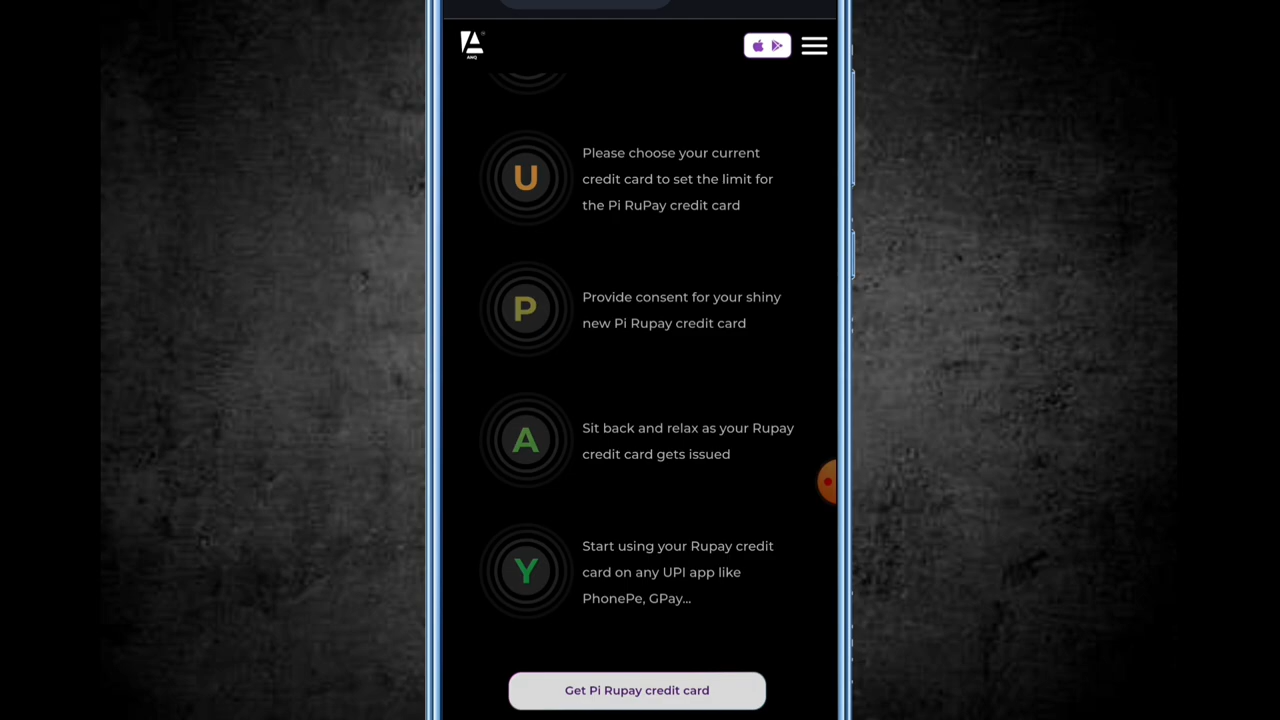 ANQ
U
Please choose your current
credit card to set the limit for
the Pi RuPay credit card
P
Provide consent for your shiny
new Pi Rupay credit card
A
Sit back and relax as your Rupay
credit card gets issued
Y
Start using your Rupay credit
card on any UPI app like
PhonePe, GPay...
Get Pi Rupay credit card